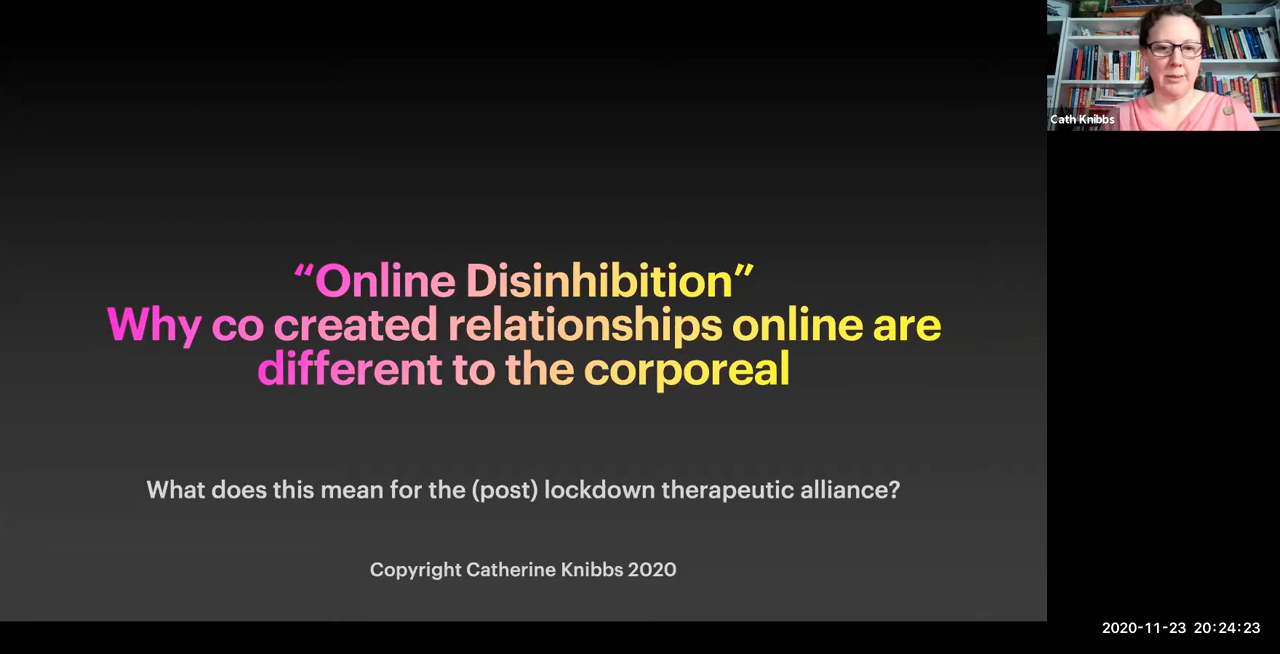 “Online Disinhibition”
Why co created relationships online are
different to the corporeal
What does this mean for the (post) lockdown therapeutic alliance?
Copyright Catherine Knibbs 2020
Cath Knibbs
2020-11-23 20:24:23